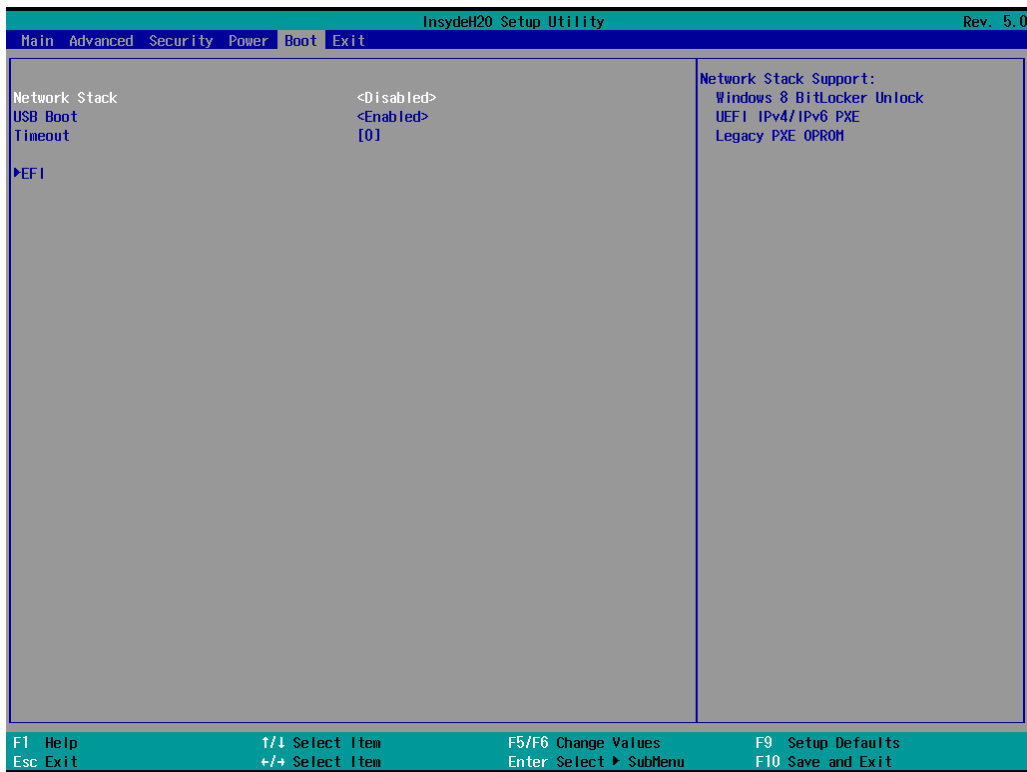 InsydeH20 Setup Utility Rev. 5.0
Main Advanced Security Power Boot Exit
Network Stack <Disabled>
USB Boot <Enabled>
Timeout [0]
▶EFI
Network Stack Support:
Windows 8 BitLocker Unlock
UEFI IPv4/IPv6 PXE
Legacy PXE OPROM
F1 Help ↑/↓ Select Item F5/F6 Change Values F9 Setup Defaults
Esc Exit ←/→ Select Item Enter Select ▶ SubMenu F10 Save and Exit